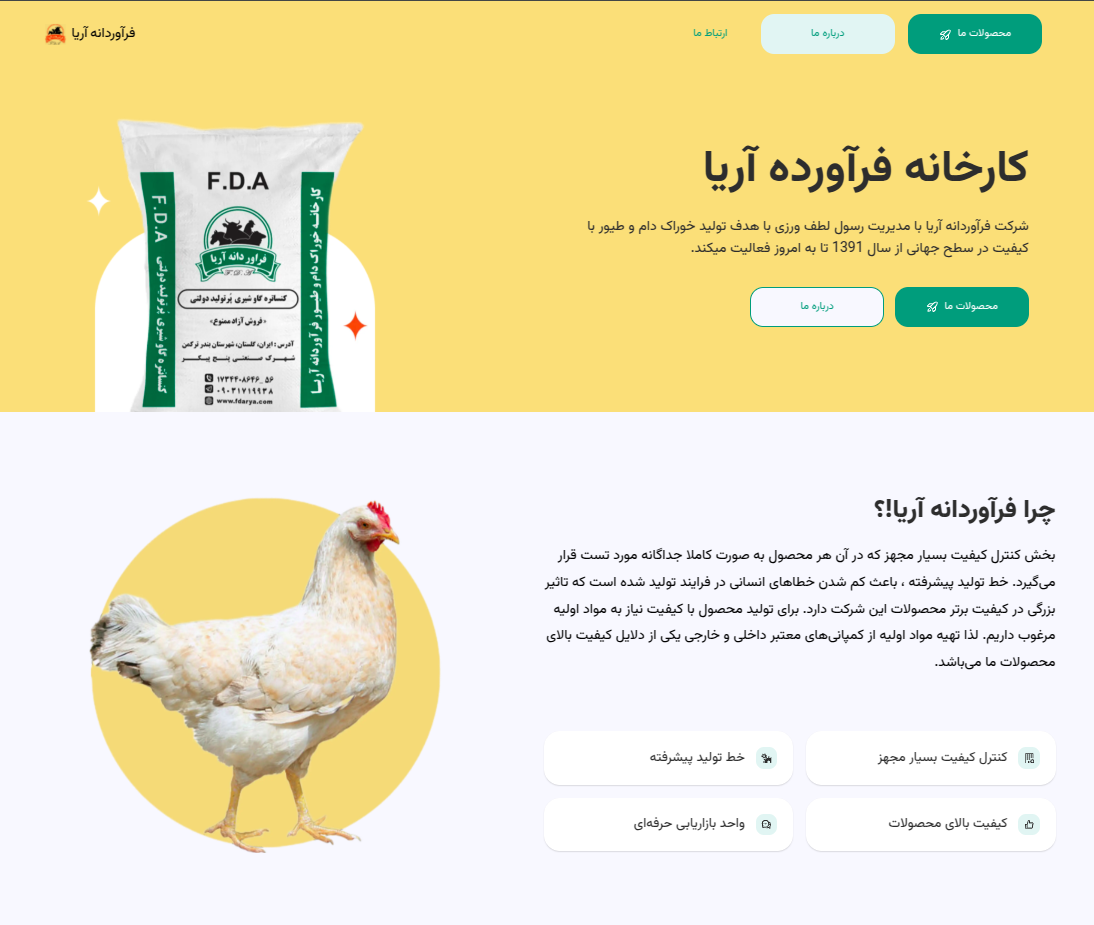 محصولات ما
درباره ما
ارتباط ما
فرآوردانه آریا
کارخانه فرآورده آریا
شرکت فرآوردانه آریا با مدیریت رسول لطف ورزی با هدف تولید خوراک دام و طیور با
کیفیت در سطح جهانی از سال 1391 تا به امروز فعالیت میکند.
محصولات ما
درباره ما
F.D.A
فراوردانه آریا
کنسانتره گاو شیری پُرتولید دولتی
«فروش آزاد ممنوع»
آدرس : ایران، گلستان، شهرستان بندر ترکمن
شهرک صنعتی پنج پیکر
۰۱۷۳۴۴۰۸۶۴۶_۵۶
۰۹۰۳۱۷۱۹۹۳۸
www.fdarya.com
F.D.A
کنسانتره گاو شیری پُرتولید دولتی
کارخانه خوراک دام و طیور فرآوردانه آریا
چرا فرآوردانه آریا!؟
بخش کنترل کیفیت بسیار مجهز که در آن هر محصول به صورت کاملا جداگانه مورد تست قرار
می‌گیرد. خط تولید پیشرفته ، باعث کم شدن خطاهای انسانی در فرایند تولید شده است که تاثیر
بزرگی در کیفیت برتر محصولات این شرکت دارد. برای تولید محصول با کیفیت نیاز به مواد اولیه
مرغوب داریم. لذا تهیه مواد اولیه از کمپانی‌های معتبر داخلی و خارجی یکی از دلایل کیفیت بالای
محصولات ما می‌باشد.
کنترل کیفیت بسیار مجهز
خط تولید پیشرفته
کیفیت بالای محصولات
واحد بازاریابی حرفه‌ای